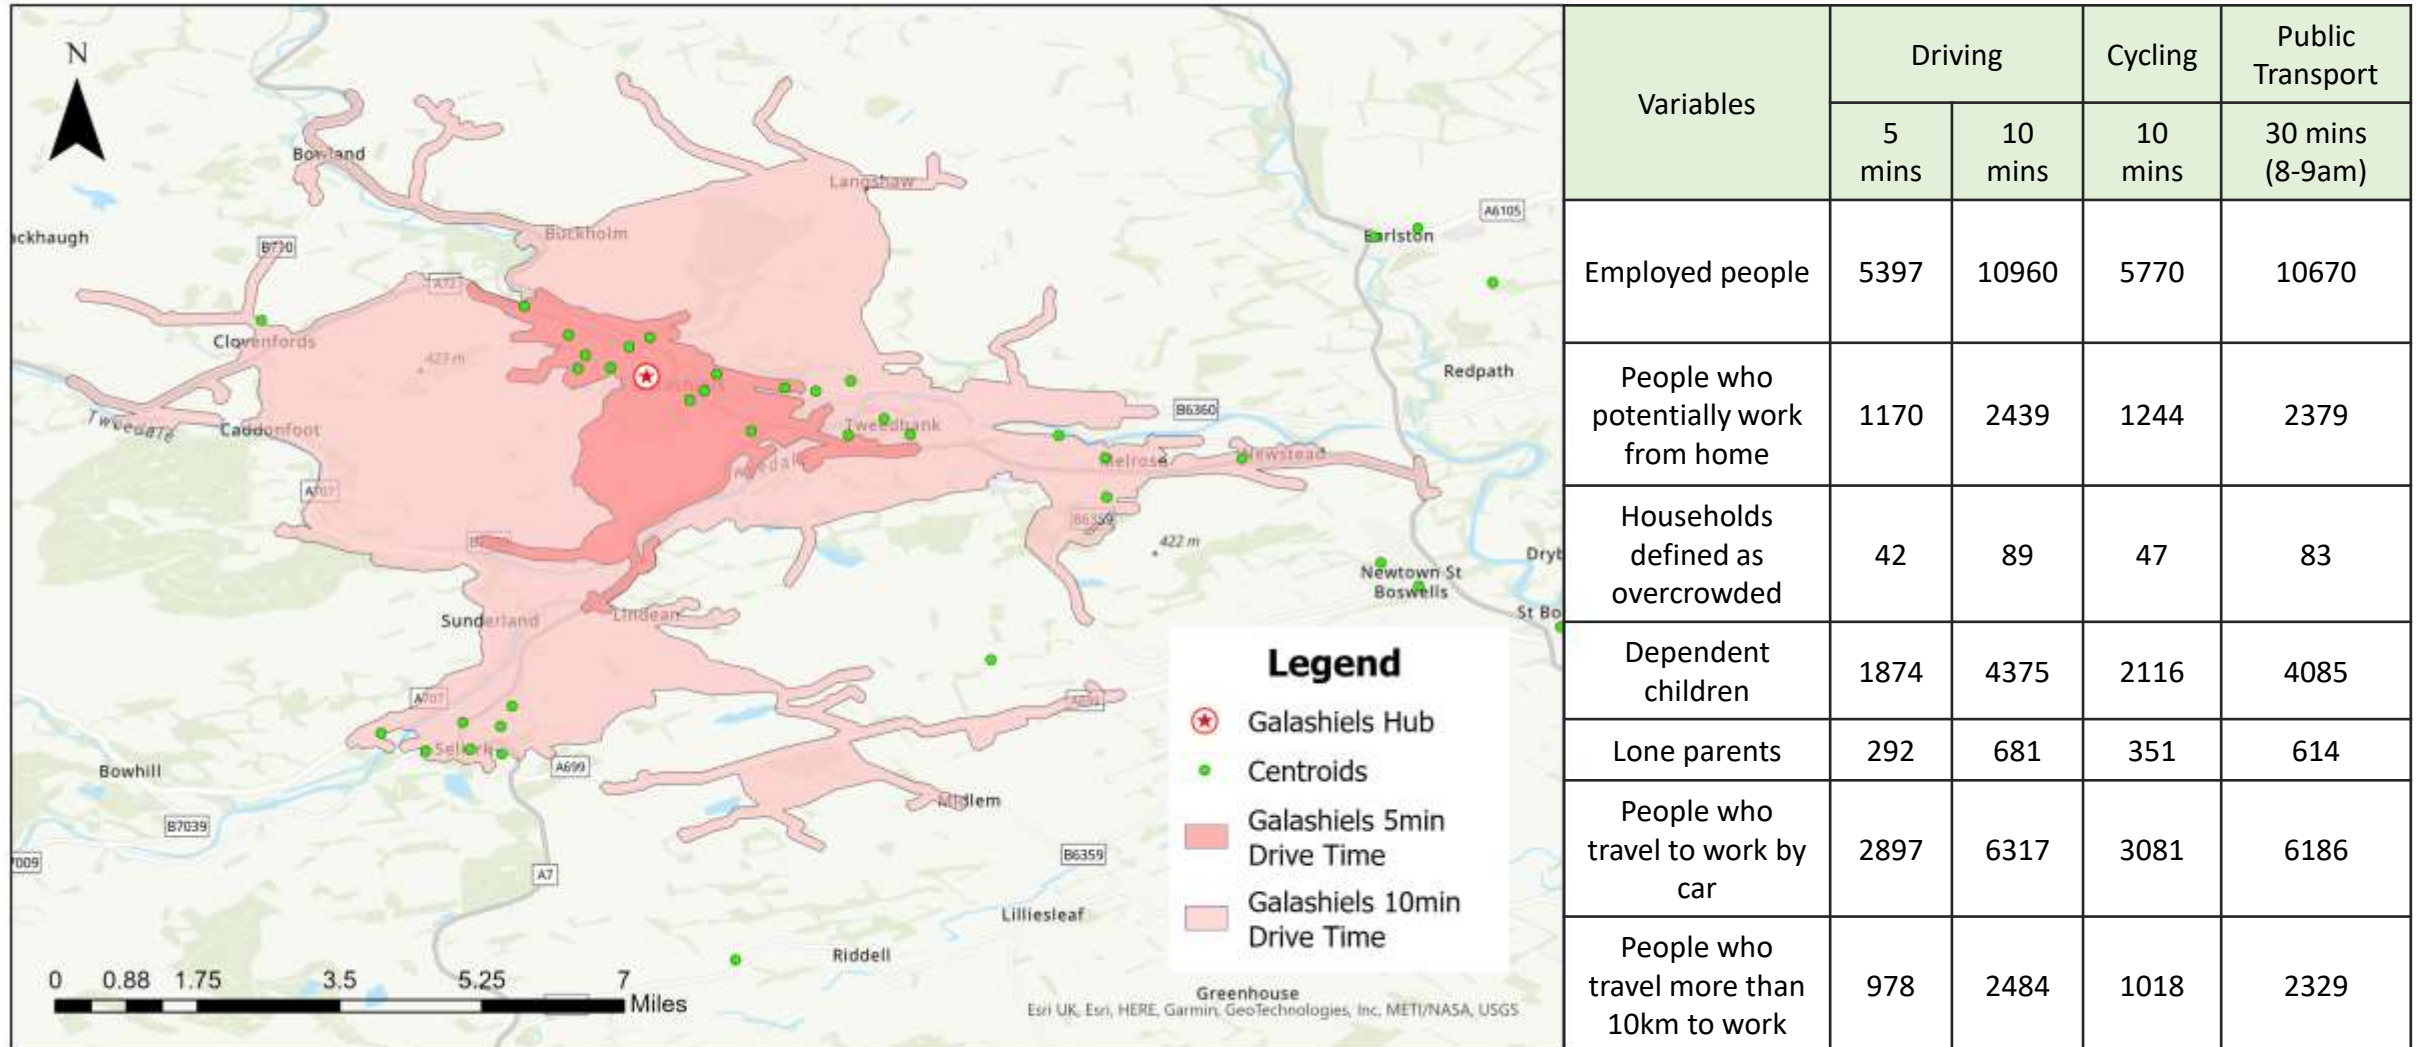 N
Bowland
Langshaw
A6105
Buckholm
Earlston
ckhaugh
B710
A72
Clovenfords
423 m
Redpath
Galashiels
B6360
Tweeddale
Caddonfoot
Tweedbank
Melrose
Newstead
A707
B6359
422 m
Dryb
Newtown St
Boswells
St Bo
Sunderland
Lindean
A707
A699
Selkirk
A699
Bowhill
Midlem
B7039
7009
B6359
A7
Lilliesleaf
Riddell
Greenhouse
Legend
Galashiels Hub
Centroids
Galashiels 5min
Drive Time
Galashiels 10min
Drive Time
0 0.88 1.75 3.5 5.25 7
Miles
Esri UK, Esri, HERE, Garmin, GeoTechnologies, Inc, METI/NASA, USGS
Variables Driving Cycling Public
Transport
5
mins 10
mins 10
mins 30 mins
(8-9am)
Employed people 5397 10960 5770 10670
People who
potentially work
from home 1170 2439 1244 2379
Households
defined as
overcrowded 42 89 47 83
Dependent
children 1874 4375 2116 4085
Lone parents 292 681 351 614
People who
travel to work by
car 2897 6317 3081 6186
People who
travel more than
10km to work 978 2484 1018 2329